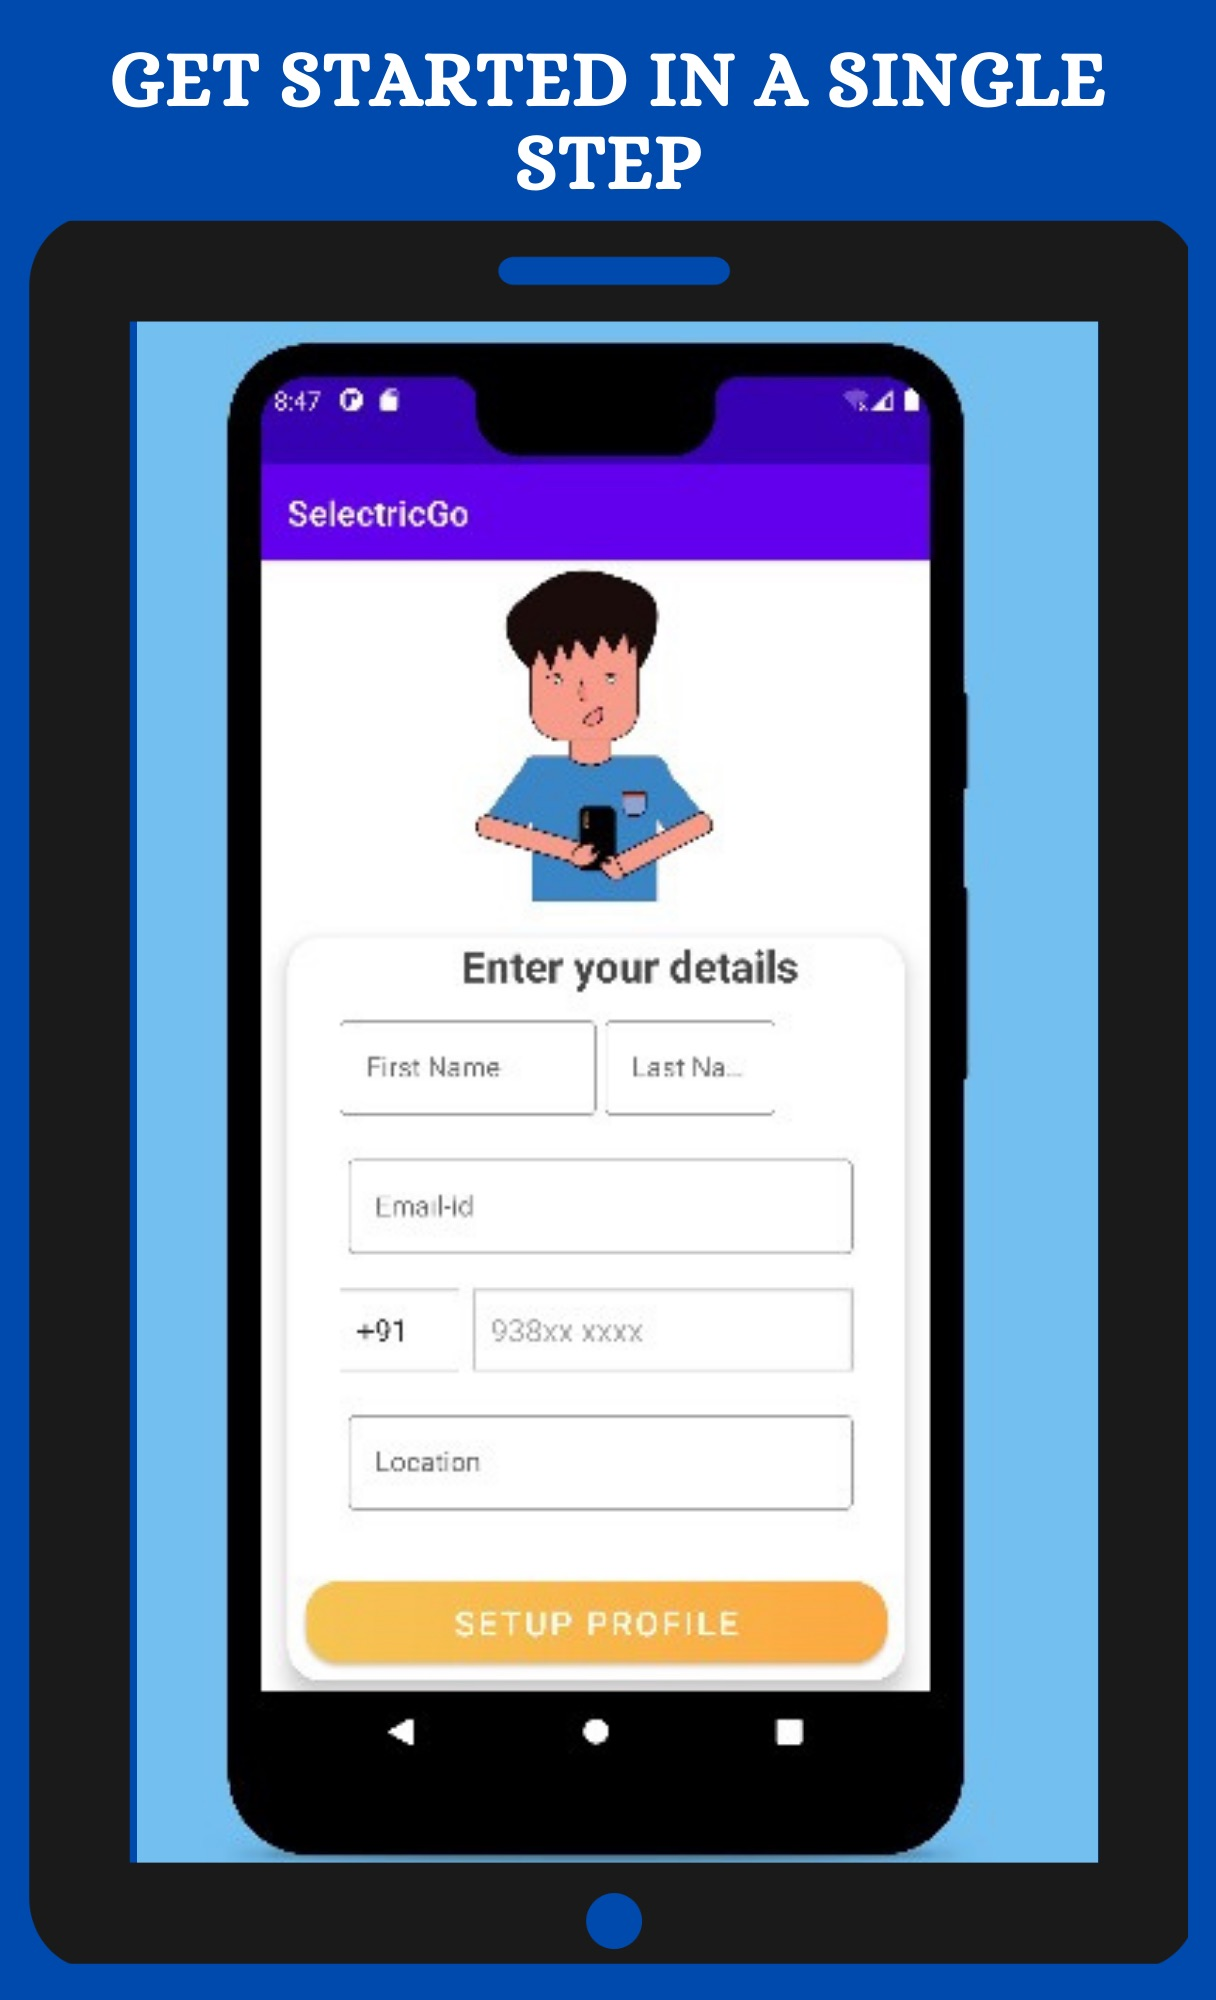 GET STARTED IN A SINGLE
STEP
8:47
SelectricGo
Enter your details
First Name
Last Na...
Email-id
+91
938xx xxxx
Location
SETUP PROFILE